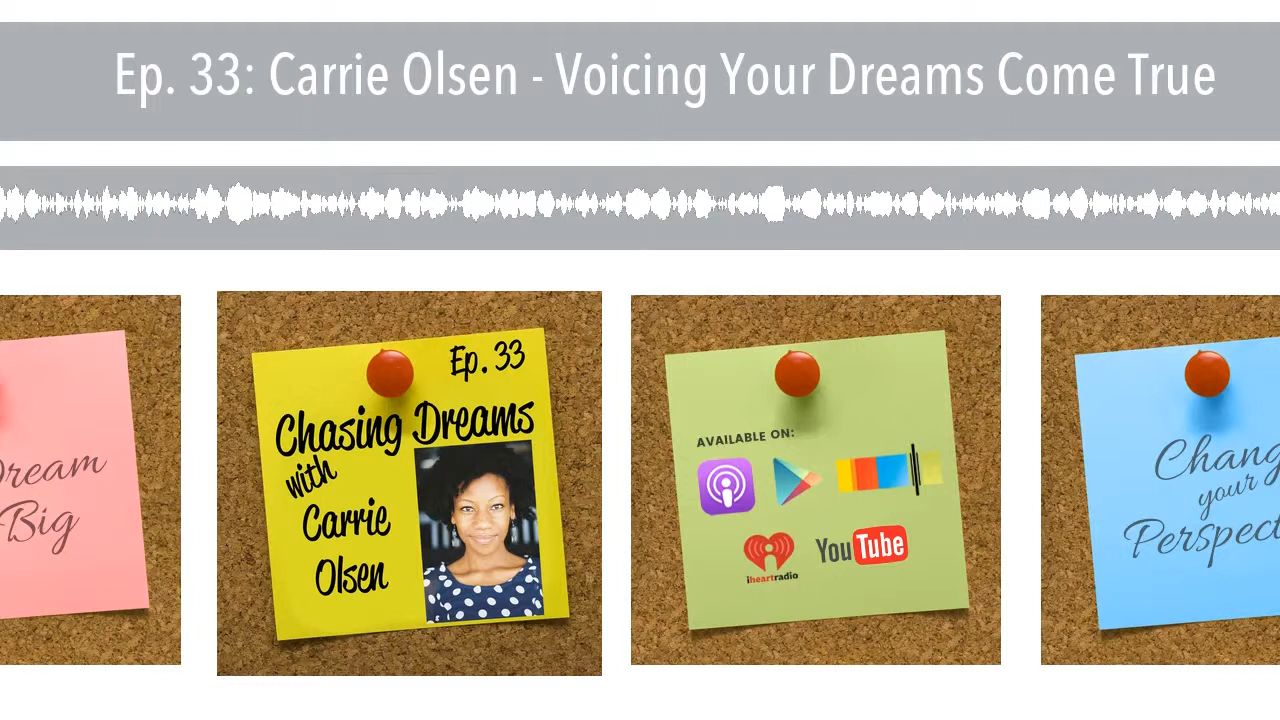 Ep. 33: Carrie Olsen - Voicing Your Dreams Come True
Dream
Big
Ep. 33
Chasing Dreams
with
Carrie
Olsen
AVAILABLE ON:
iheartradio
YouTube
Chang
your
Perspect